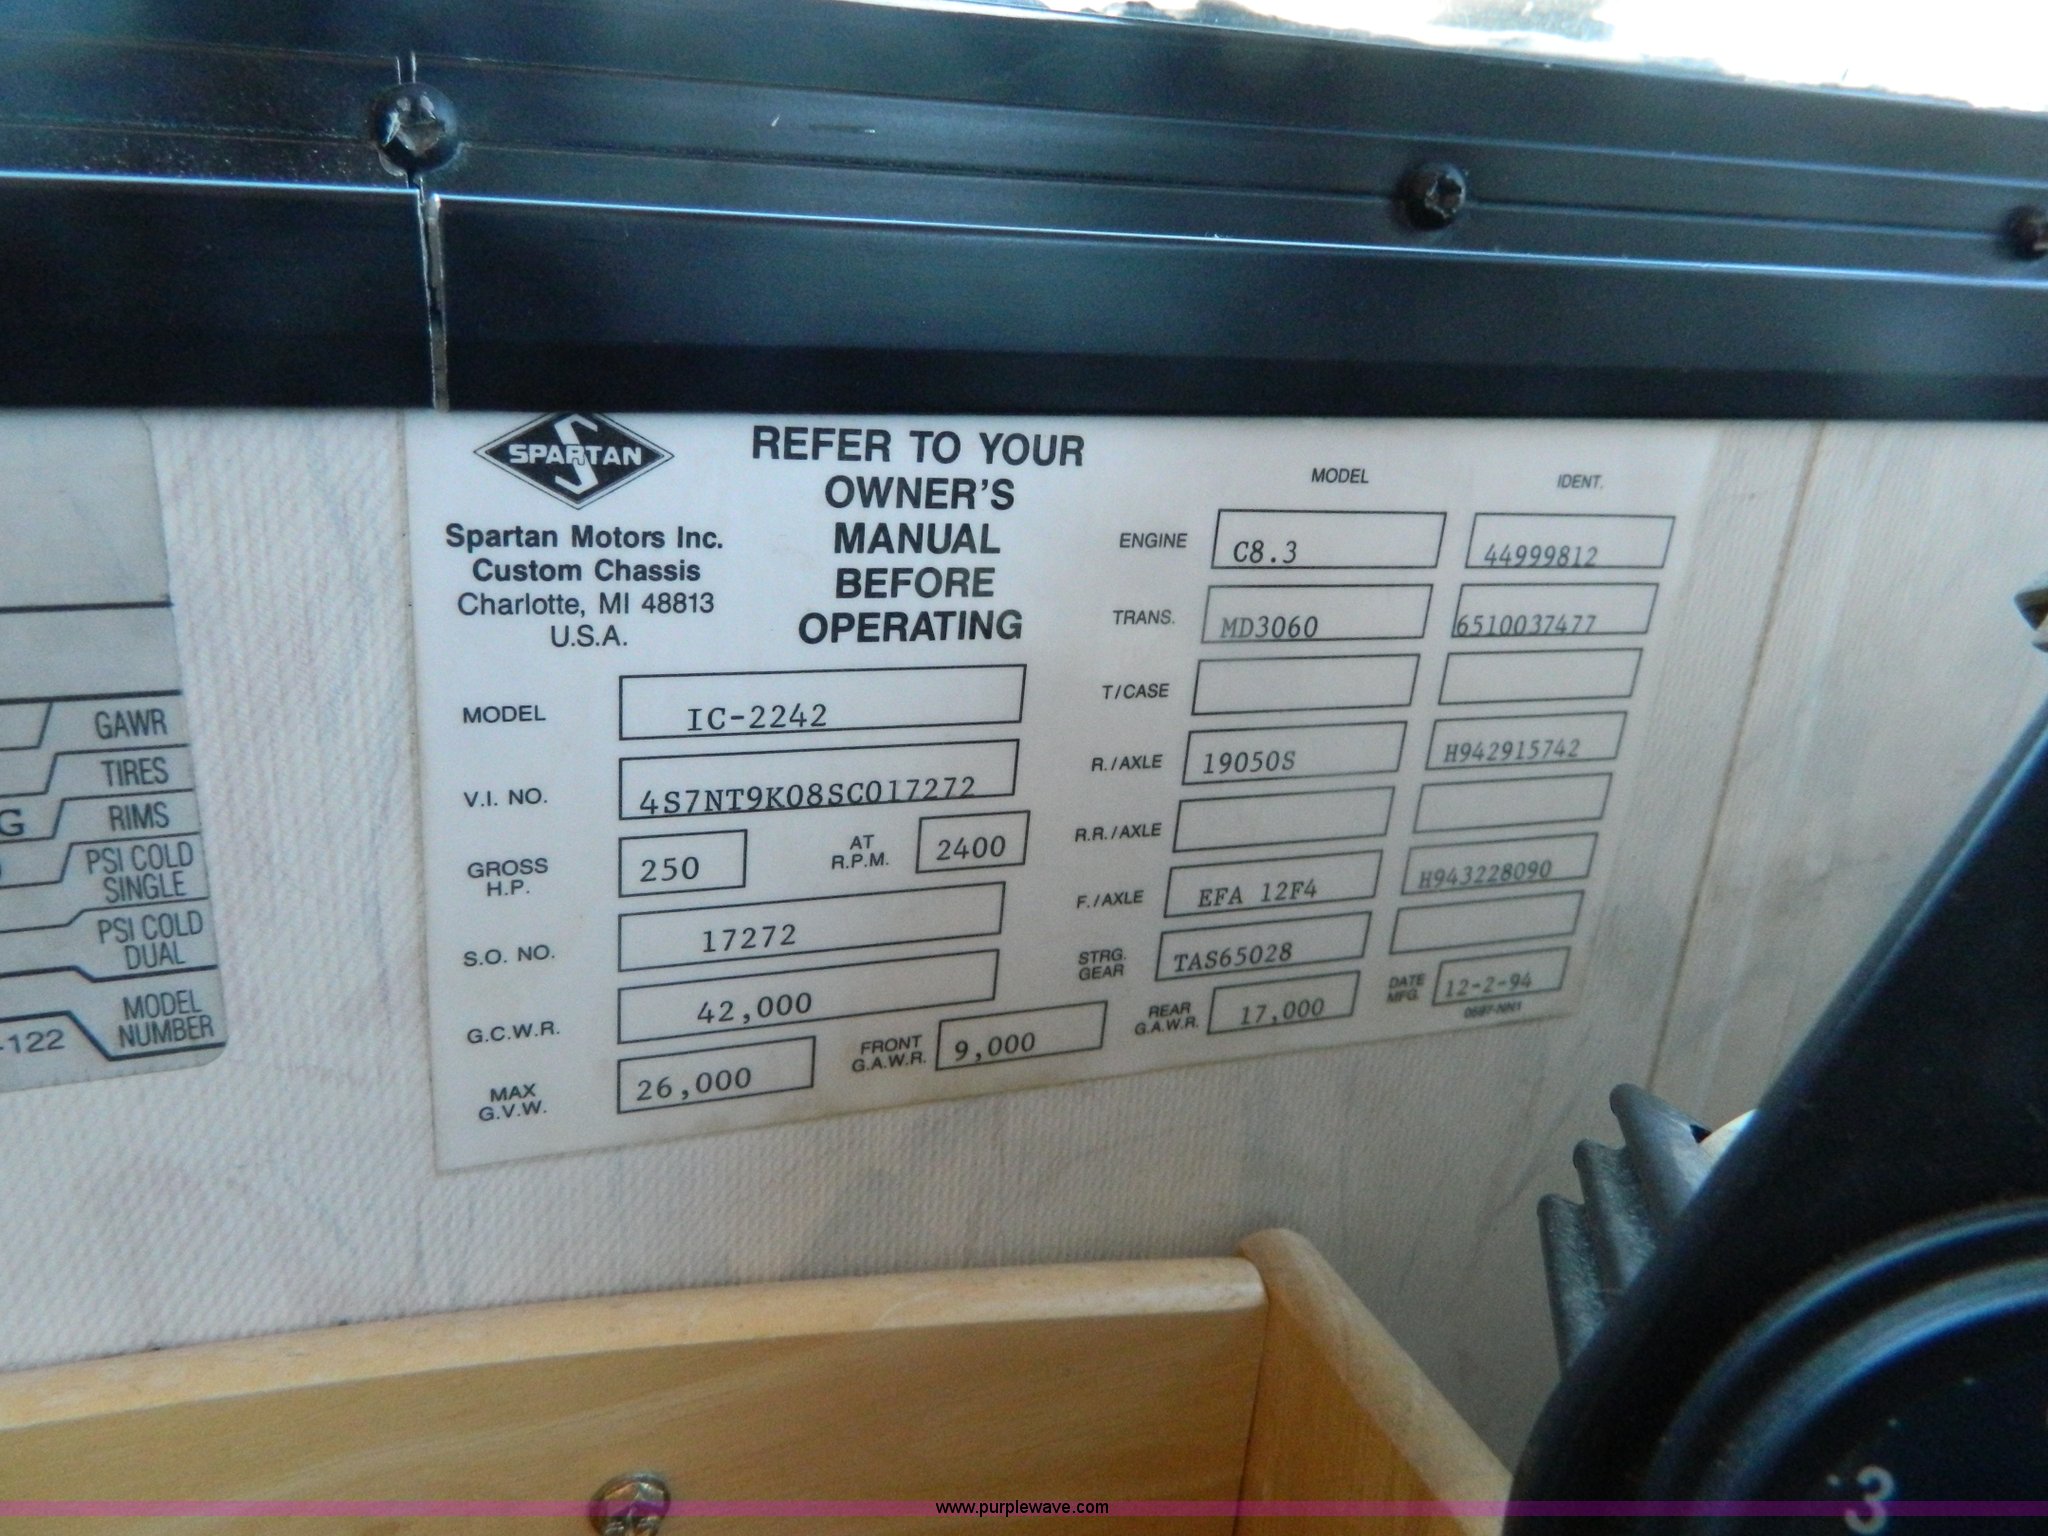 SPARTAN
Spartan Motors Inc.
Custom Chassis
Charlotte, MI 48813
U.S.A.
REFER TO YOUR
OWNER'S
MANUAL
BEFORE
OPERATING
MODEL IC-2242
V.I. NO. 4S7NT9K08SC017272
GROSS H.P. 250 AT R.P.M. 2400
S.O. NO. 17272
G.C.W.R. 42,000
MAX G.V.W. 26,000 FRONT G.A.W.R. 9,000 REAR G.A.W.R. 17,000 DATE MFG. 12-2-94
MODEL IDENT.
ENGINE C8.3 44999812
TRANS. MD3060 6510037477
T/CASE
R./AXLE 19050S H942915742
R.R./AXLE
F./AXLE EFA 12F4 H943228090
STRG. GEAR TAS65028
GAWR
TIRES
G RIMS
PSI COLD
SINGLE
PSI COLD
DUAL
MODEL
NUMBER
-122
3
www.purplewave.com